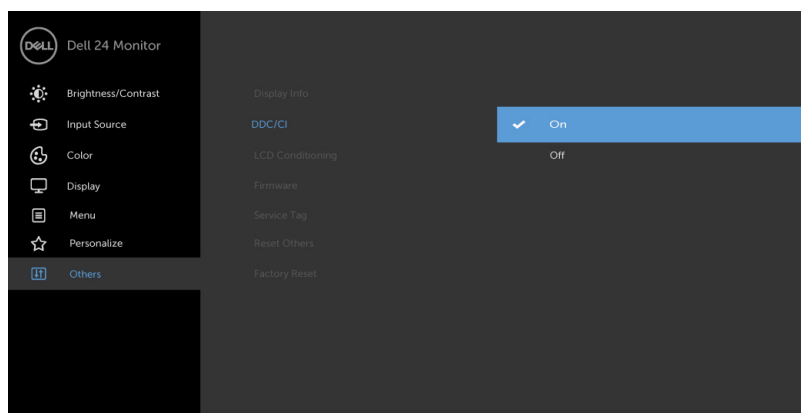 DELL
Dell 24 Monitor
Brightness/Contrast
Input Source
Color
Display
Menu
Personalize
Others
Display Info
DDC/CI
LCD Conditioning
Firmware
Service Tag
Reset Others
Factory Reset
On
Off